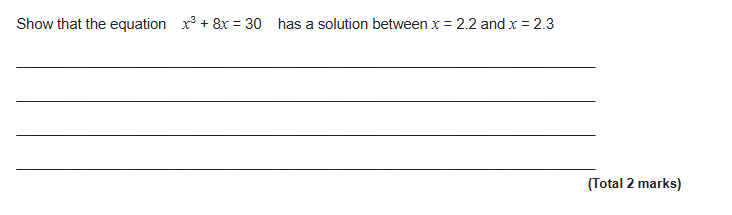 Show that the equation x³ + 8x = 30 has a solution between x = 2.2 and x = 2.3
(Total 2 marks)